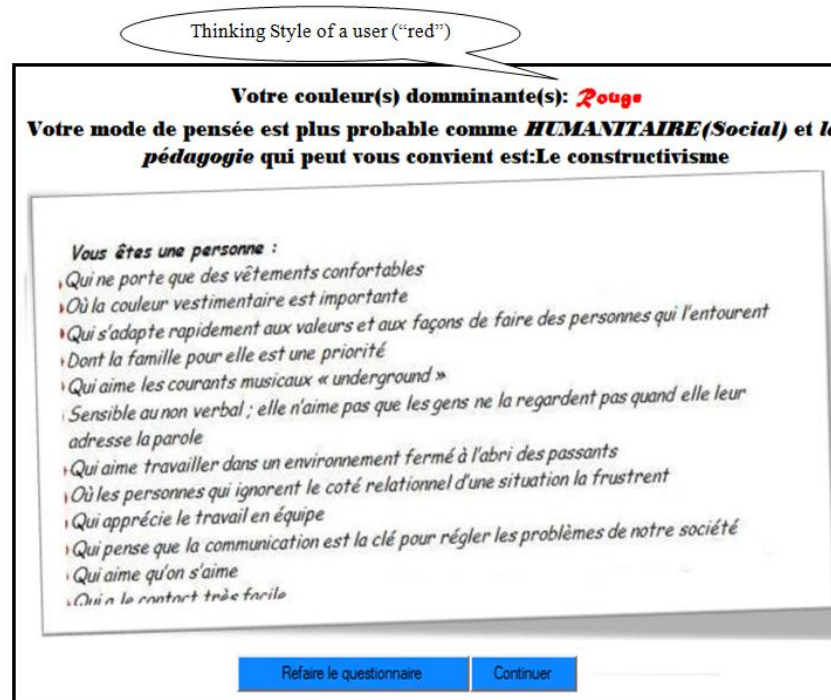 Thinking Style of a user (“red”)
Votre couleur(s) domminante(s): Rouge
Votre mode de pensée est plus probable comme HUMANITAIRE(Social) et
pédagogie qui peut vous convient est:Le constructivisme
Vous êtes une personne :
Qui ne porte que des vêtements confortables
Où la couleur vestimentaire est importante
Qui s'adapte rapidement aux valeurs et aux façons de faire des personnes qui l'entourent
Dont la famille pour elle est une priorité
Qui aime les courants musicaux « underground »
Sensible au non verbal ; elle n'aime pas que les gens ne la regardent pas quand elle leur
adresse la parole
Qui aime travailler dans un environnement fermé à l'abri des passants
Où les personnes qui ignorent le coté relationnel d'une situation la frustrent
Qui apprécie le travail en équipe
Qui pense que la communication est la clé pour régler les problèmes de notre société
Qui aime qu'on s'aime
Qui a le contact très facile
Refaire le questionnaire
Continuer